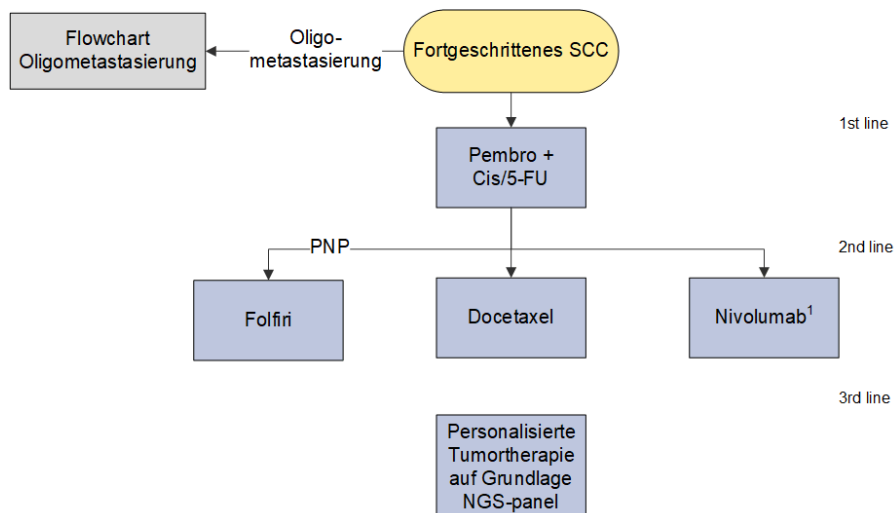 Flowchart
Oligometastasierung
Oligo-
metastasierung
Fortgeschrittenes SCC
1st line
Pembro +
Cis/5-FU
PNP
2nd line
Folfiri
Docetaxel
Nivolumab¹
3rd line
Personalisierte
Tumortherapie
auf Grundlage
NGS-panel